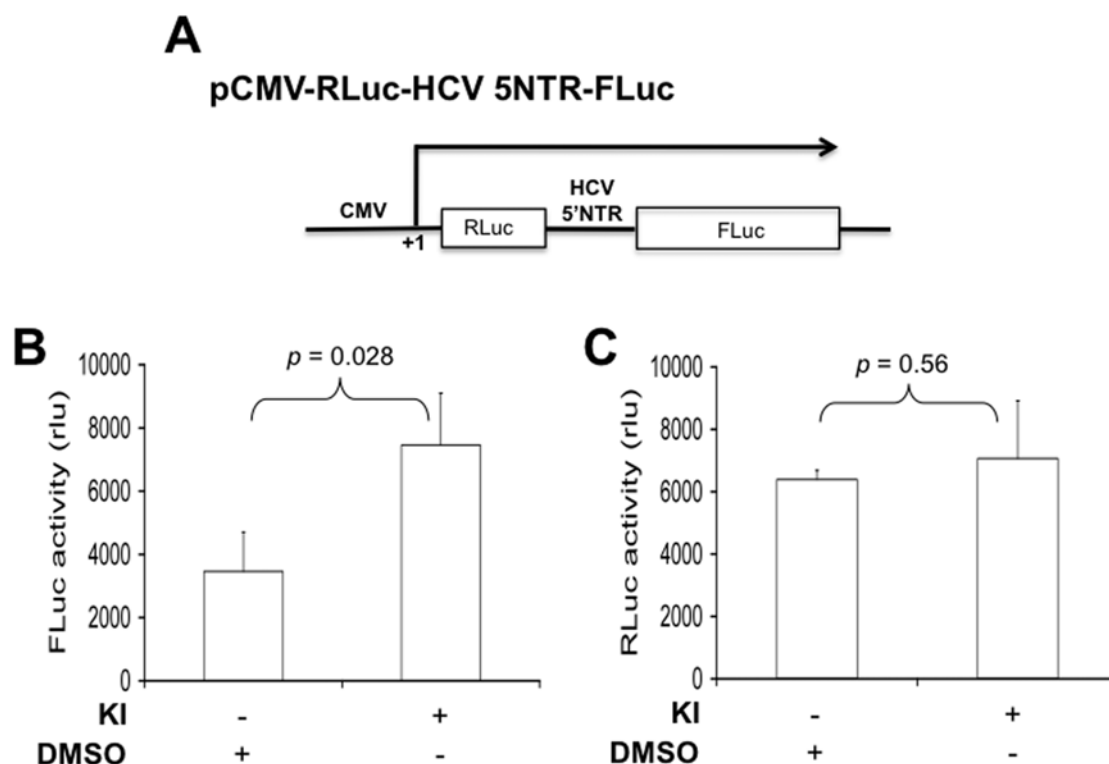 A
pCMV-RLuc-HCV 5NTR-FLuc
CMV
+1
RLuc
HCV
5'NTR
FLuc
B
p = 0.028
FLuc activity (rlu)
10000
8000
6000
4000
2000
0
KI - +
DMSO + -
C
p = 0.56
RLuc activity (rlu)
10000
8000
6000
4000
2000
0
KI - +
DMSO + -